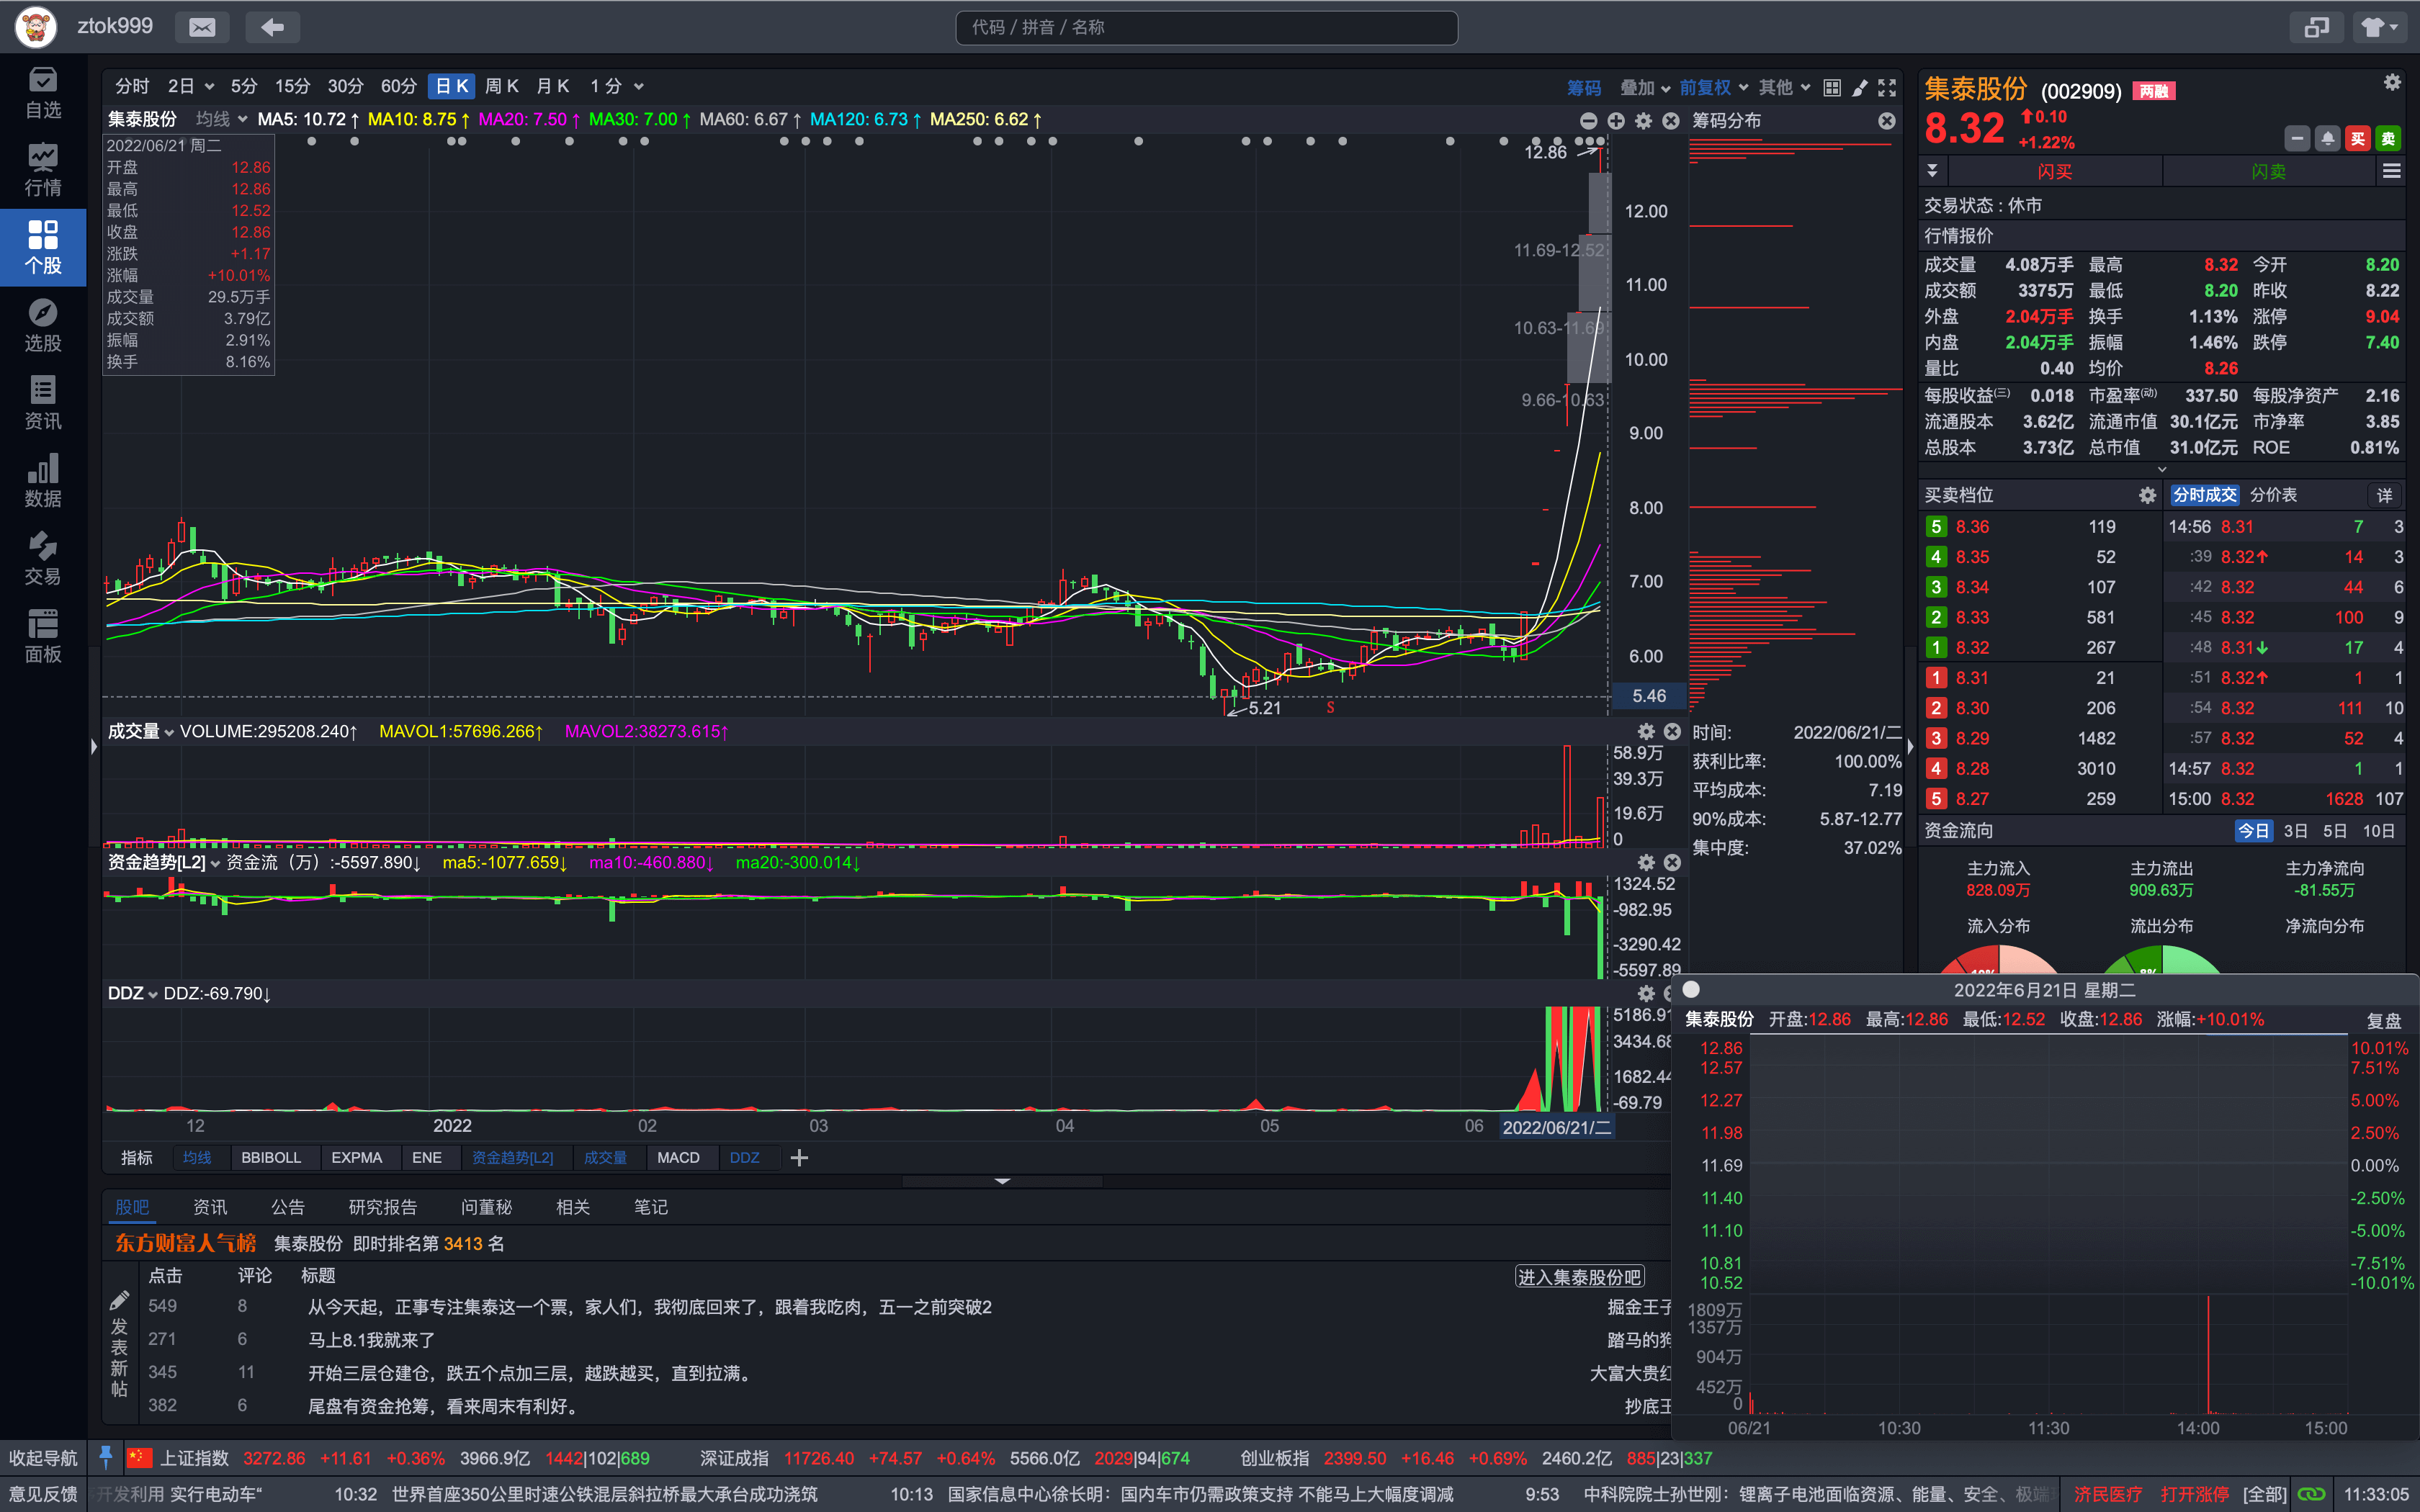 ztok999
代码 / 拼音 / 名称
自选
行情
个股
选股
资讯
数据
交易
面板
分时 2日 5分 15分 30分 60分 日K 周K 月K 1分
筹码 叠加 前复权 其他
集泰股份 均线 MA5: 10.72↑ MA10: 8.75↑ MA20: 7.50↑ MA30: 7.00↑ MA60: 6.67↑ MA120: 6.73↑ MA250: 6.62↑
筹码分布
2022/06/21 周二
开盘 12.86
最高 12.86
最低 12.52
收盘 12.86
涨跌 +1.17
涨幅 +10.01%
成交量 29.5万手
成交额 3.79亿
振幅 2.91%
换手 8.16%
12.86
12.00
11.69-12.52
11.00
10.63-11.69
10.00
9.66-10.63
9.00
8.00
7.00
6.00
5.46
5.21
S
成交量 VOLUME:295208.240↑ MAVOL1:57696.266↑ MAVOL2:38273.615↑
58.9万
39.3万
19.6万
0
时间: 2022/06/21/二
获利比率: 100.00%
平均成本: 7.19
90%成本: 5.87-12.77
集中度: 37.02%
资金趋势[L2] 资金流（万）:-5597.890↓ ma5:-1077.659↓ ma10:-460.880↓ ma20:-300.014↓
1324.52
-982.95
-3290.42
-5597.89
DDZ DDZ:-69.790↓
5186.91
3434.68
1682.44
-69.79
12 2022 02 03 04 05 06 2022/06/21/二
指标 均线 BBIBOLL EXPMA ENE 资金趋势[L2] 成交量 MACD DDZ
股吧 资讯 公告 研究报告 问董秘 相关 笔记
东方财富人气榜 集泰股份 即时排名第 3413 名
点击 评论 标题
进入集泰股份吧
549 8 从今天起，正事专注集泰这一个票，家人们，我彻底回来了，跟着我吃肉，五一之前突破2 掘金王子
271 6 马上8.1我就来了 踏马的狗
345 11 开始三层仓建仓，跌五个点加三层，越跌越买，直到拉满。 大富大贵红
382 6 尾盘有资金抢筹，看来周末有利好。 抄底王
发表新帖
集泰股份 (002909) 两融
8.32 0.10 +1.22%
买 卖
闪买 闪卖
交易状态 : 休市
行情报价
成交量 4.08万手 最高 8.32 今开 8.20
成交额 3375万 最低 8.20 昨收 8.22
外盘 2.04万手 换手 1.13% 涨停 9.04
内盘 2.04万手 振幅 1.46% 跌停 7.40
量比 0.40 均价 8.26
每股收益(三) 0.018 市盈率(动) 337.50 每股净资产 2.16
流通股本 3.62亿 流通市值 30.1亿元 市净率 3.85
总股本 3.73亿 总市值 31.0亿元 ROE 0.81%
买卖档位 分时成交 分价表 详
5 8.36 119 14:56 8.31 7 3
4 8.35 52 :39 8.32↑ 14 3
3 8.34 107 :42 8.32 44 6
2 8.33 581 :45 8.32 100 9
1 8.32 267 :48 8.31↓ 17 4
1 8.31 21 :51 8.32↑ 1 1
2 8.30 206 :54 8.32 111 10
3 8.29 1482 :57 8.32 52 4
4 8.28 3010 14:57 8.32 1 1
5 8.27 259 15:00 8.32 1628 107
资金流向 今日 3日 5日 10日
主力流入 主力流出 主力净流向
828.09万 909.63万 -81.55万
流入分布 流出分布 净流向分布
2022年6月21日 星期二
集泰股份 开盘:12.86 最高:12.86 最低:12.52 收盘:12.86 涨幅:+10.01% 复盘
12.86 10.01%
12.57 7.51%
12.27 5.00%
11.98 2.50%
11.69 0.00%
11.40 -2.50%
11.10 -5.00%
10.81 -7.51%
10.52 -10.01%
1809万
1357万
904万
452万
0
06/21 10:30 11:30 14:00 15:00
收起导航 上证指数 3272.86 +11.61 +0.36% 3966.9亿 1442|102|689 深证成指 11726.40 +74.57 +0.64% 5566.0亿 2029|94|674 创业板指 2399.50 +16.46 +0.69% 2460.2亿 885|23|337
意见反馈 开发利用 实行电动车“ 10:32 世界首座350公里时速公铁混层斜拉桥最大承台成功浇筑 10:13 国家信息中心徐长明：国内车市仍需政策支持 不能马上大幅度调减 9:53 中科院院士孙世刚：锂离子电池面临资源、能量、安全、极端 济民医疗 打开涨停 [全部] 11:33:05